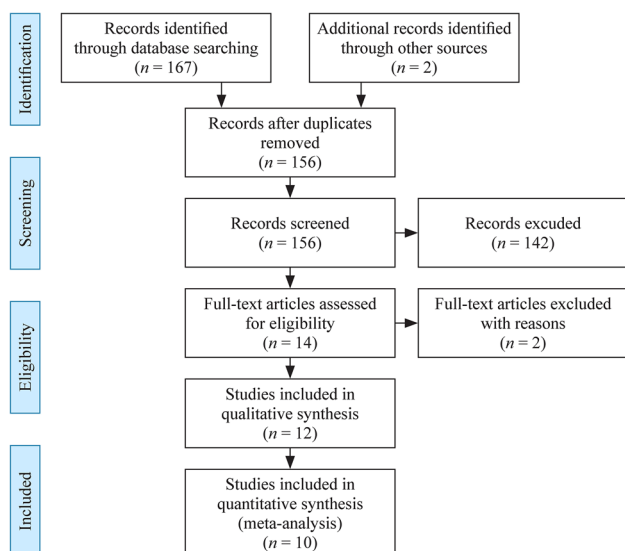 Identification
Records identified
through database searching
(n = 167)
Additional records identified
through other sources
(n = 2)
Records after duplicates
removed
(n = 156)
Screening
Records screened
(n = 156)
Records excuded
(n = 142)
Eligibility
Full-text articles assessed
for eligibility
(n = 14)
Full-text articles excluded
with reasons
(n = 2)
Studies included in
qualitative synthesis
(n = 12)
Included
Studies included in
quantitative synthesis
(meta-analysis)
(n = 10)